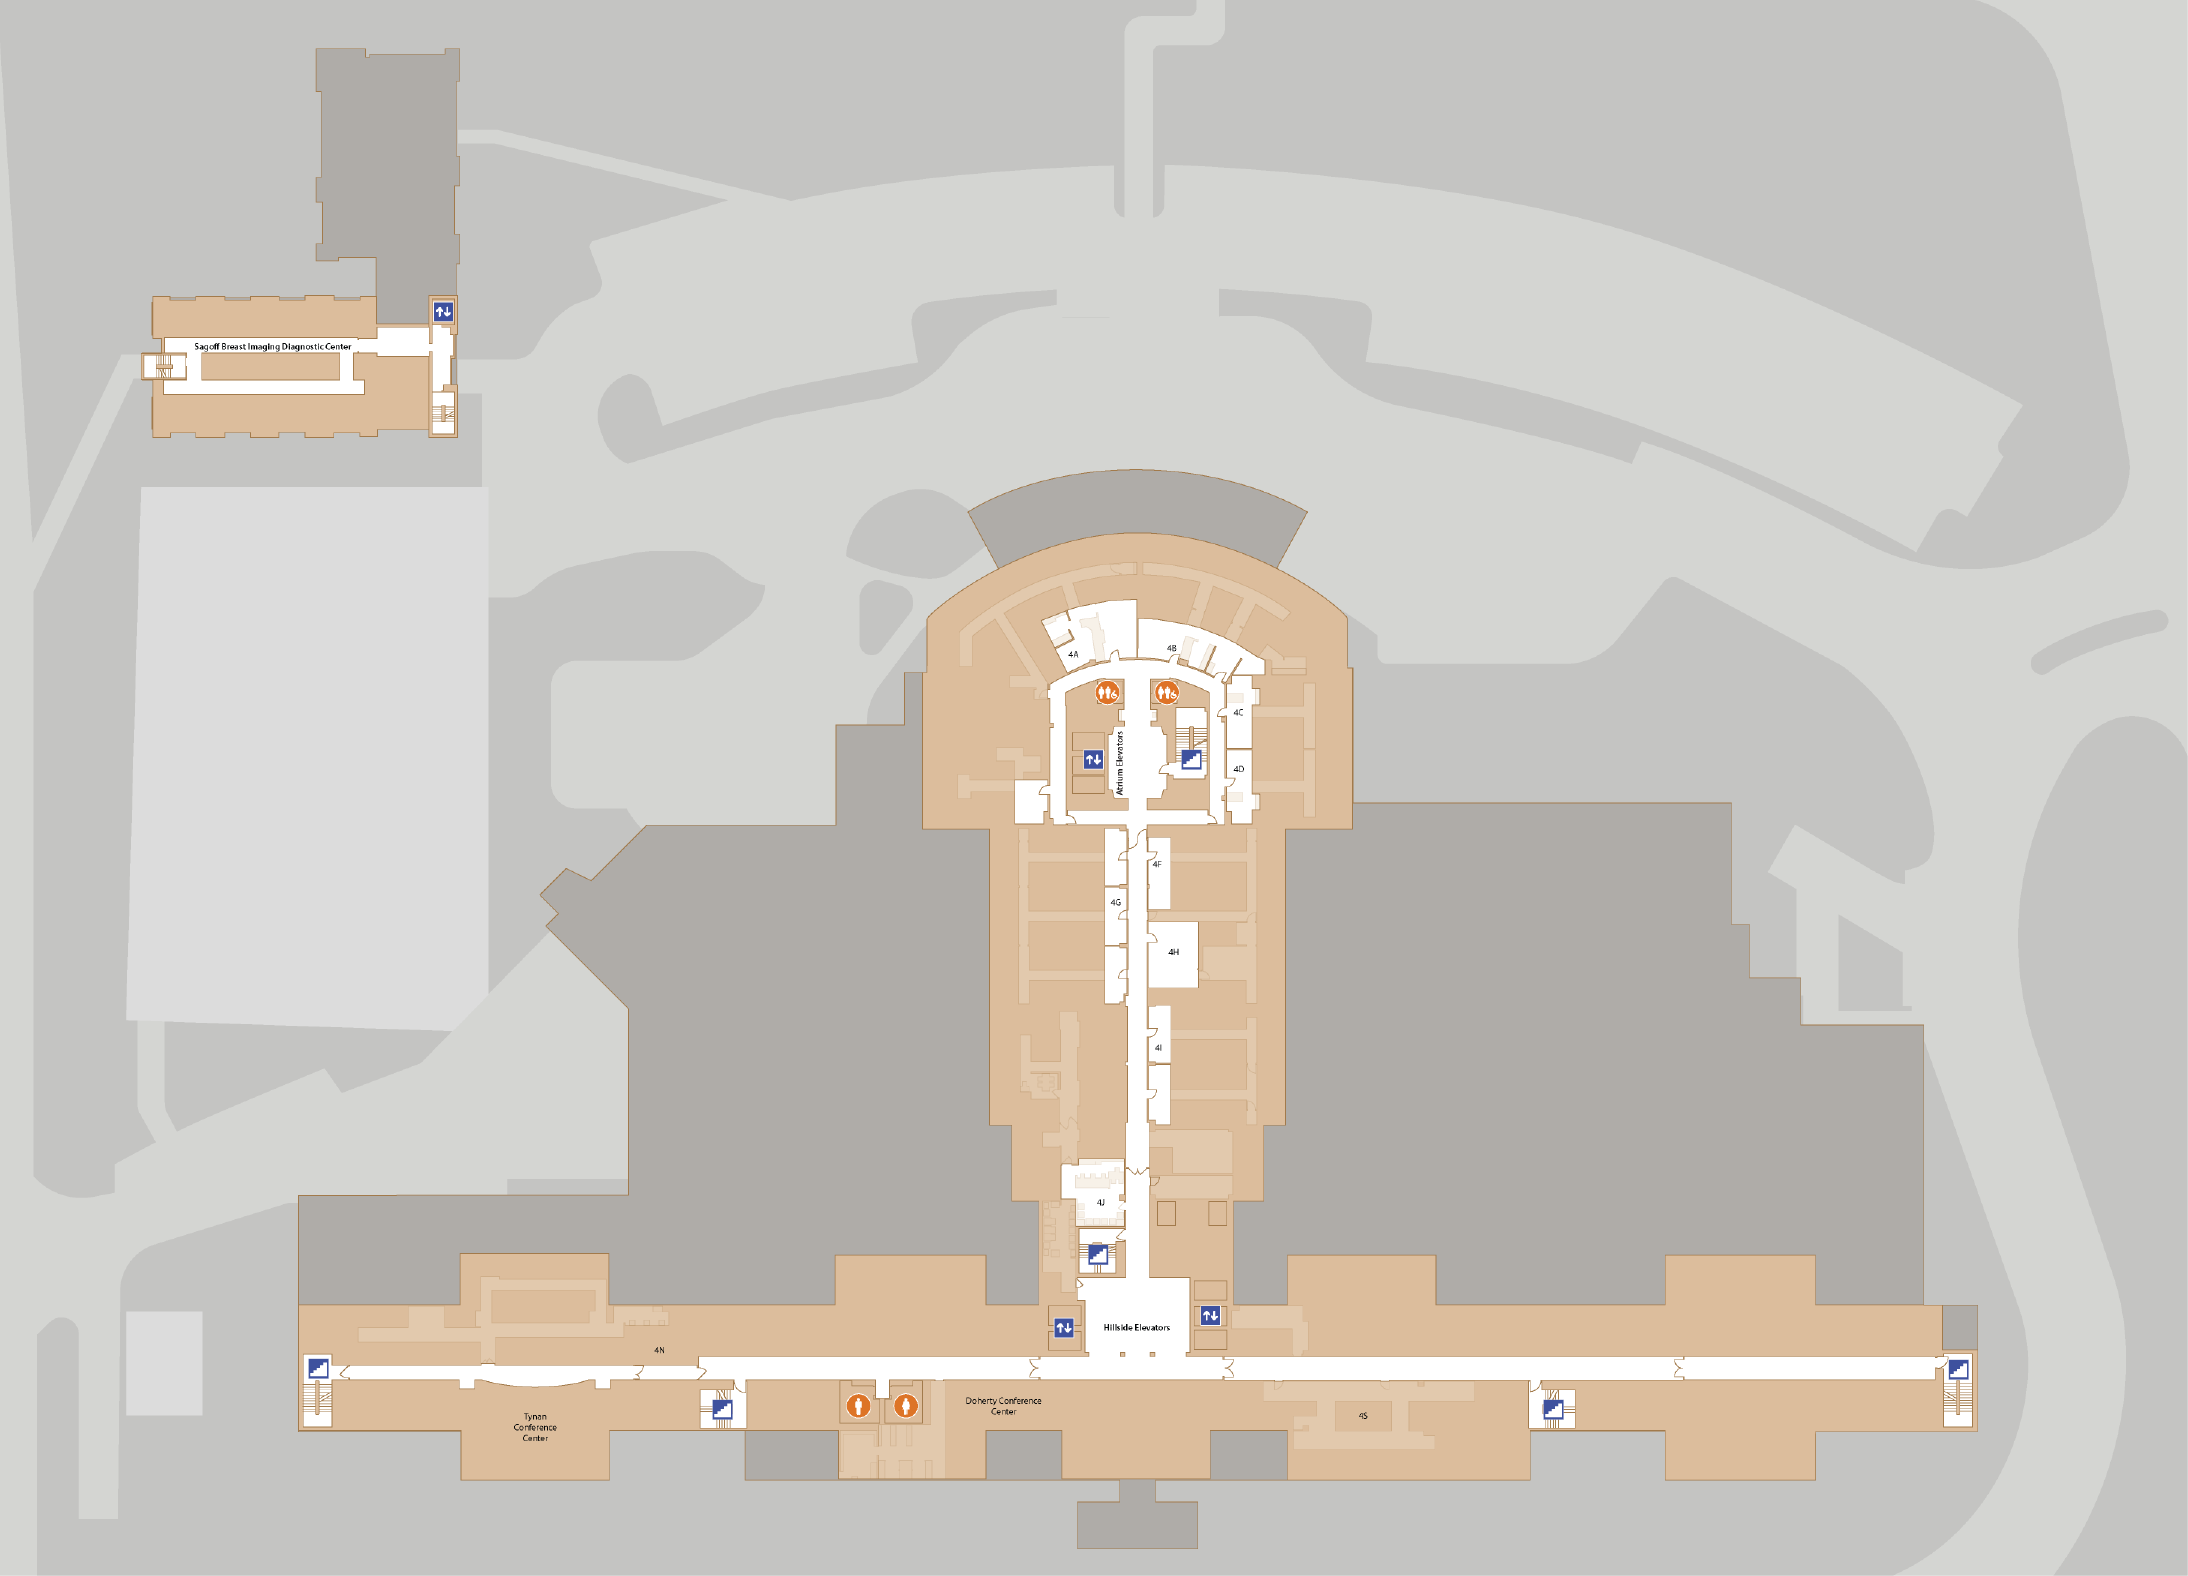 Sagoff Breast Imaging Diagnostic Center
4A
4B
4C
Atrium Elevators
4D
4F
4G
4H
4I
4J
Hillside Elevators
4N
Doherty Conference
Center
4S
Tynan
Conference
Center